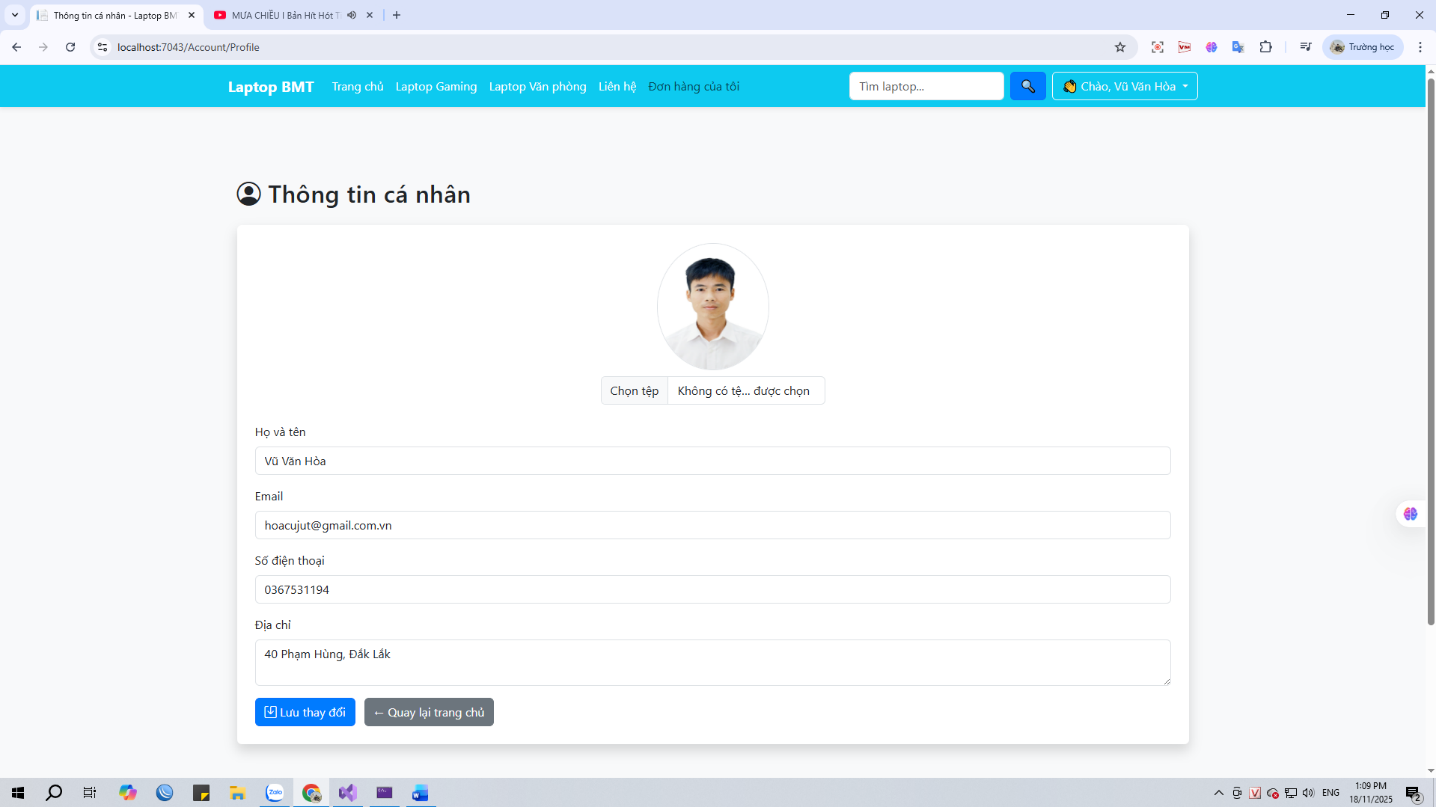 Thông tin cá nhân - Laptop BM
MƯA CHIỀU I Bản Hít Hót T
localhost:7043/Account/Profile
Trường học
Laptop BMT Trang chủ Laptop Gaming Laptop Văn phòng Liên hệ Đơn hàng của tôi Tìm laptop... Chào, Vũ Văn Hòa
Thông tin cá nhân
Chọn tệp Không có tệ... được chọn
Họ và tên
Vũ Văn Hòa
Email
hoacujut@gmail.com.vn
Số điện thoại
0367531194
Địa chỉ
40 Phạm Hùng, Đắk Lắk
Lưu thay đổi ← Quay lại trang chủ
Zalo
ENG
1:09 PM
18/11/2025
2